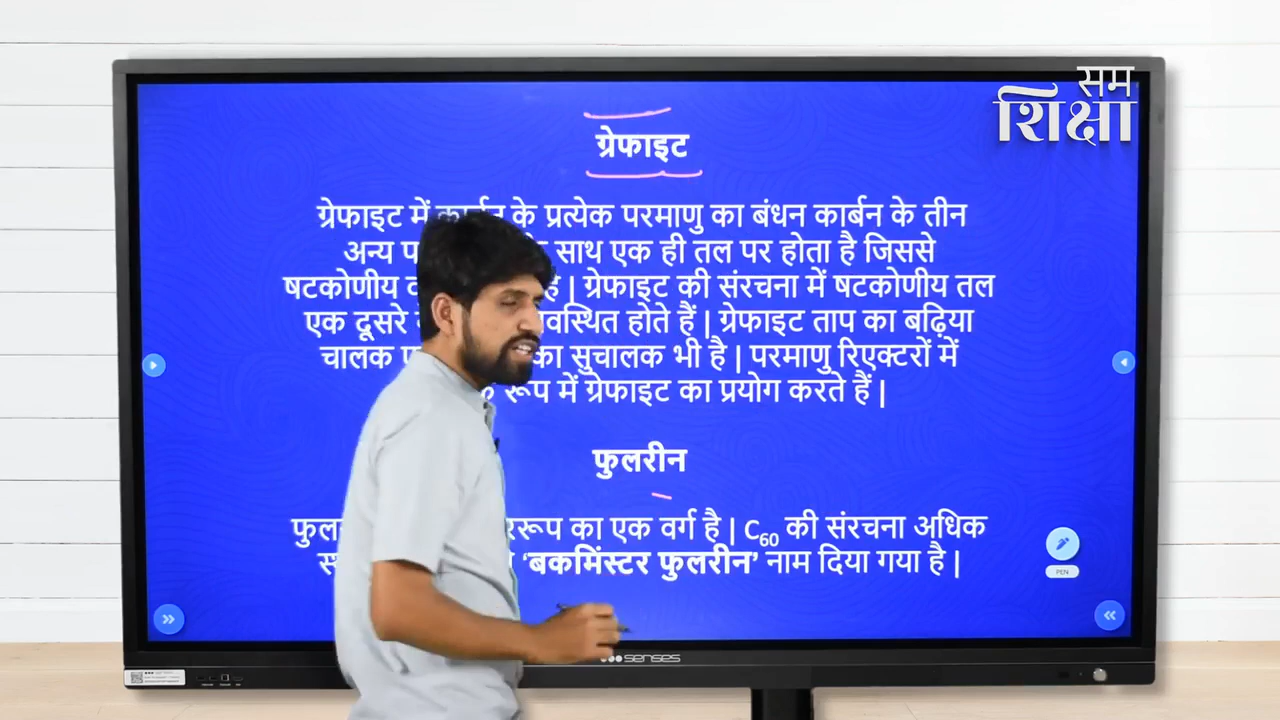 सम
शिक्षा
ग्रेफाइट
ग्रेफाइट में कार्बन के प्रत्येक परमाणु का बंधन कार्बन के तीन
अन्य साथ एक ही तल पर होता है जिससे
षटकोणीय है | ग्रेफाइट की संरचना में षटकोणीय तल
एक दूसरे होते हैं | ग्रेफाइट ताप का बढ़िया
चालक का सुचालक भी है | परमाणु रिएक्टरों में
रूप में ग्रेफाइट का प्रयोग करते हैं |
फुलरीन
का एक वर्ग है | C₆₀ की संरचना अधिक
‘बकमिंस्टर फुलरीन’ नाम दिया गया है |
PEN
senses